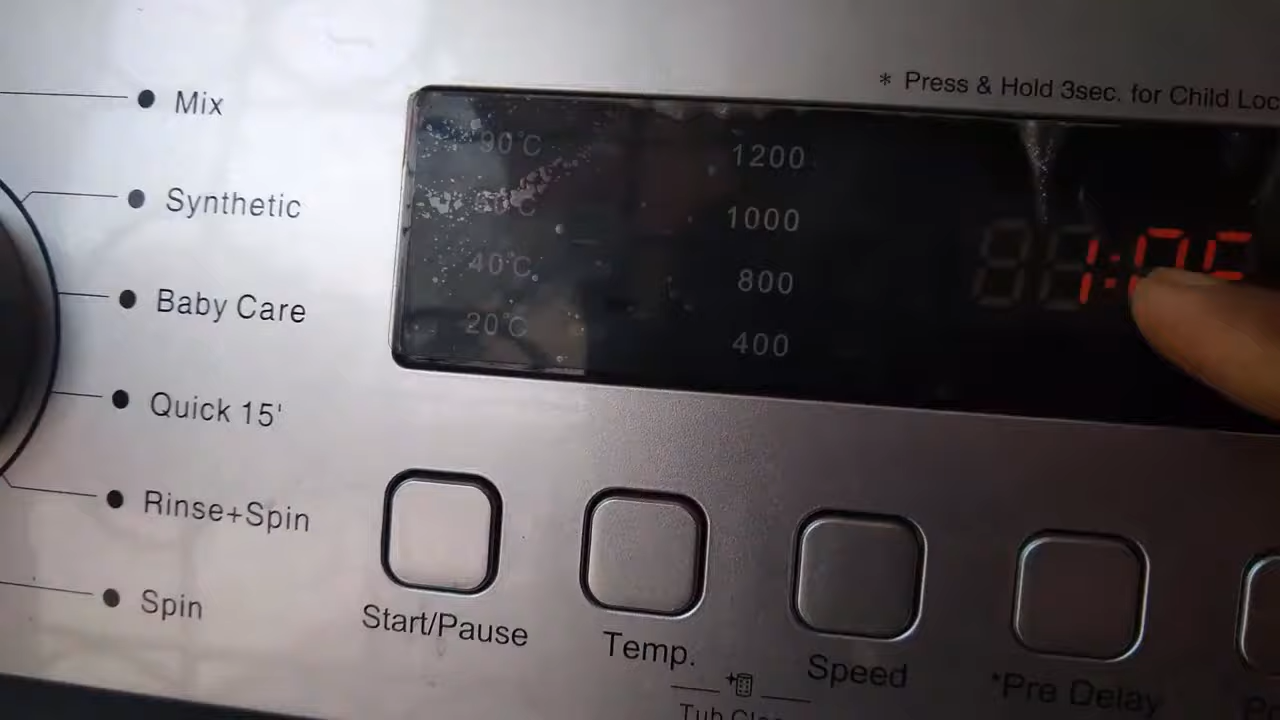 * Press & Hold 3sec. for Child Loc
Mix
Synthetic
Baby Care
Quick 15'
Rinse+Spin
Spin
90°C
40°C
20°C
1200
1000
800
400
Start/Pause
Temp.
Speed
*Pre Delay
Tub